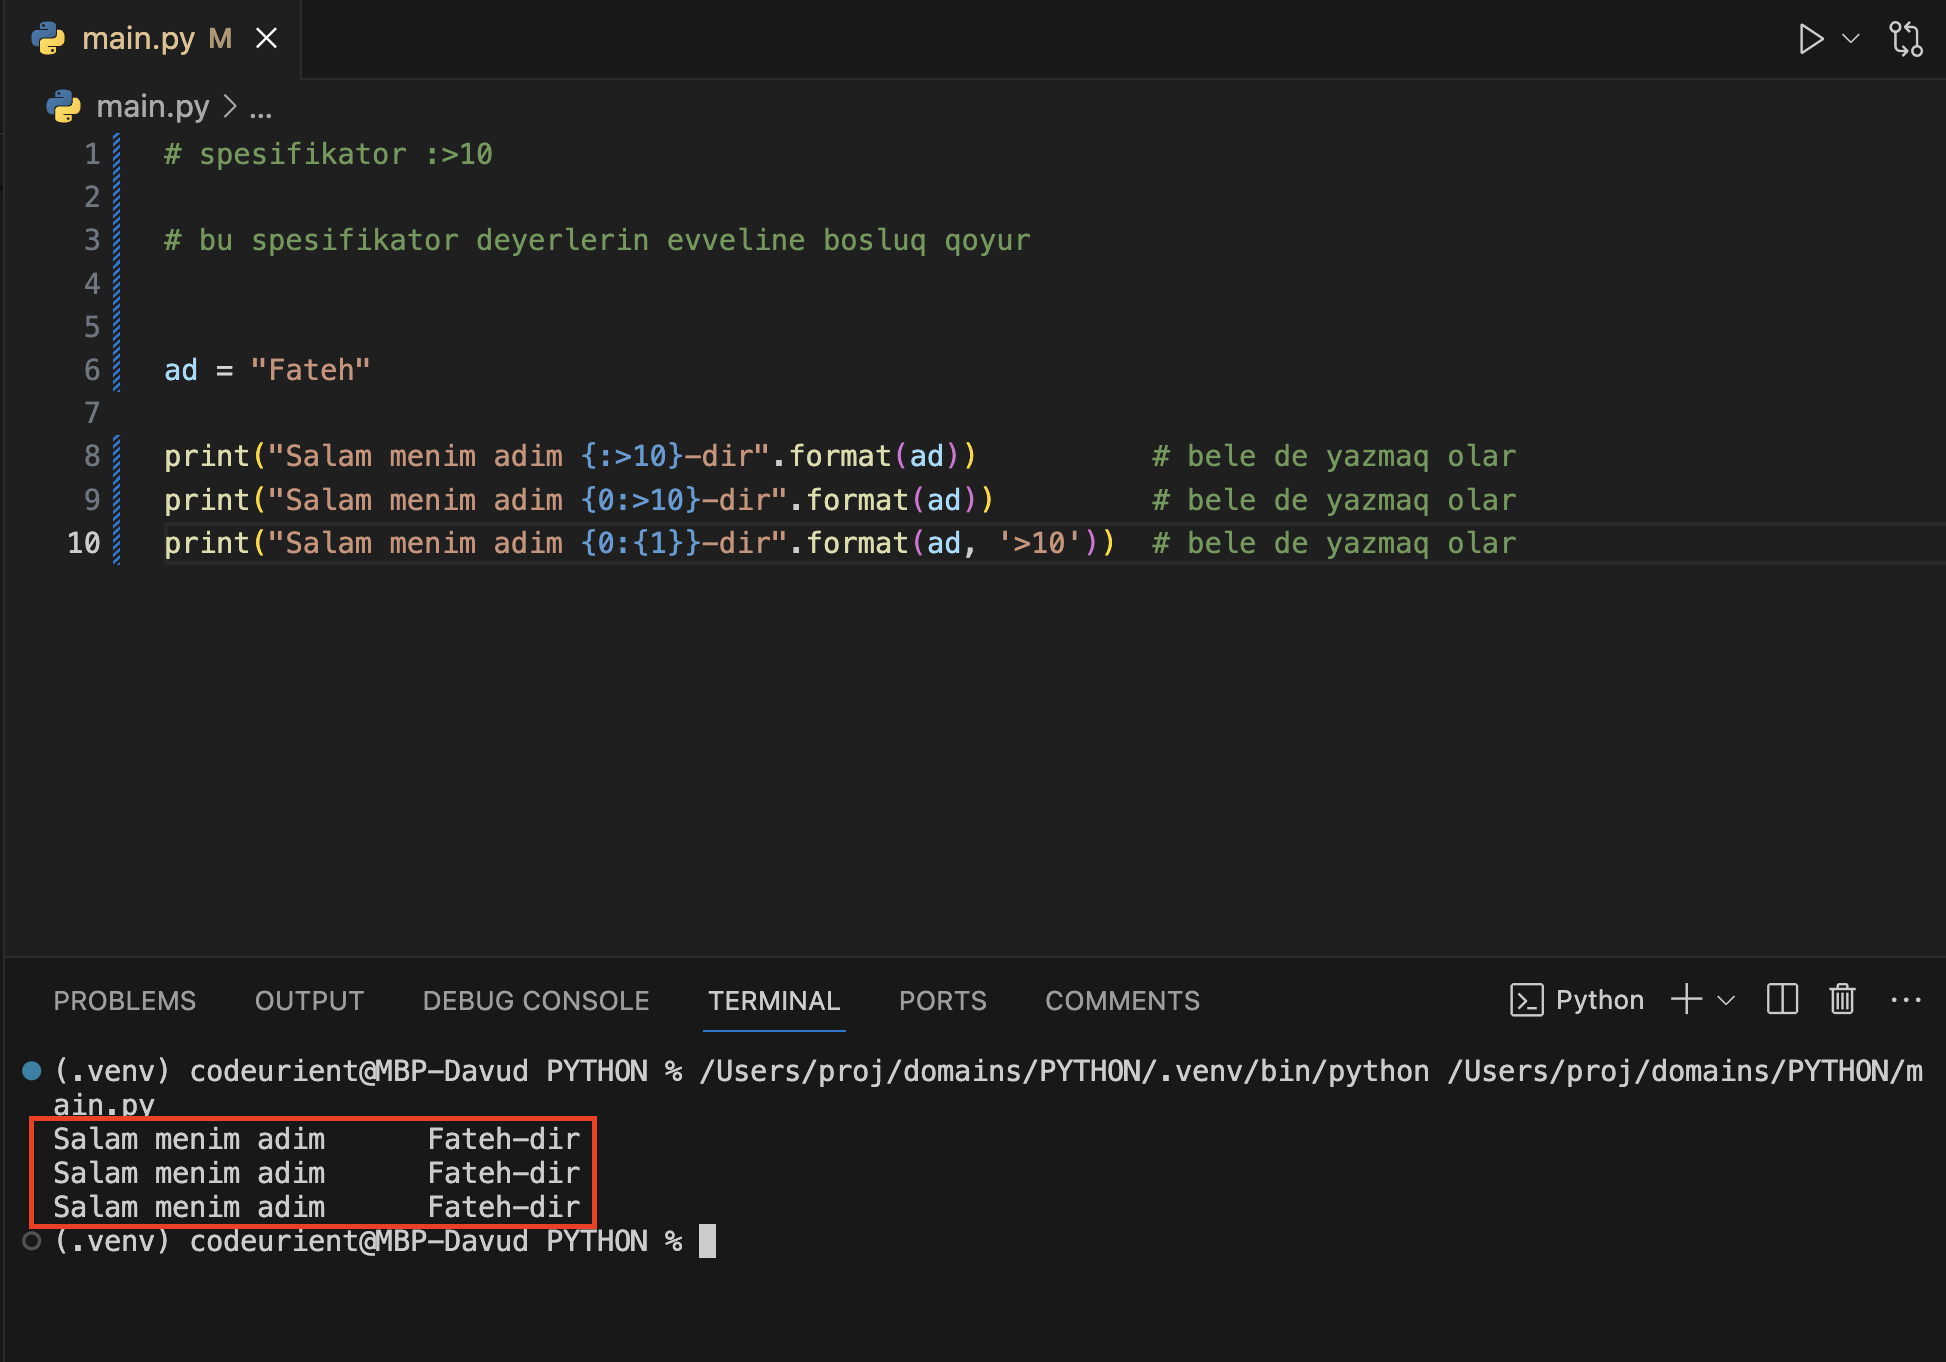 main.py M
main.py > ...
1 # spesifikator :>10
2
3 # bu spesifikator deyerlerin evveline bosluq qoyur
4
5
6 ad = "Fateh"
7
8 print("Salam menim adim {:>10}-dir".format(ad))          # bele de yazmaq olar
9 print("Salam menim adim {0:>10}-dir".format(ad))         # bele de yazmaq olar
10 print("Salam menim adim {0:{1}}-dir".format(ad, '>10'))  # bele de yazmaq olar
PROBLEMS OUTPUT DEBUG CONSOLE TERMINAL PORTS COMMENTS Python
(.venv) codeurient@MBP-Davud PYTHON % /Users/proj/domains/PYTHON/.venv/bin/python /Users/proj/domains/PYTHON/m
ain.py
Salam menim adim      Fateh-dir
Salam menim adim      Fateh-dir
Salam menim adim      Fateh-dir
(.venv) codeurient@MBP-Davud PYTHON %